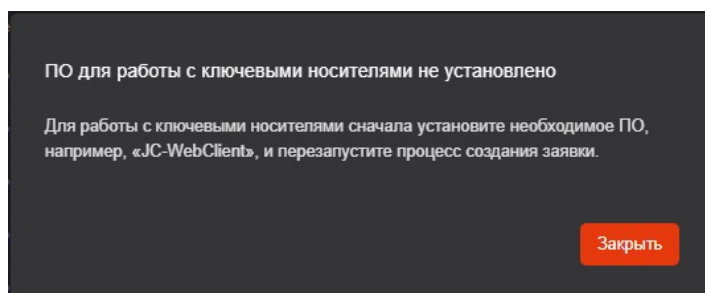 ПО для работы с ключевыми носителями не установлено
Для работы с ключевыми носителями сначала установите необходимое ПО,
например, «JC-WebClient», и перезапустите процесс создания заявки.
Закрыть